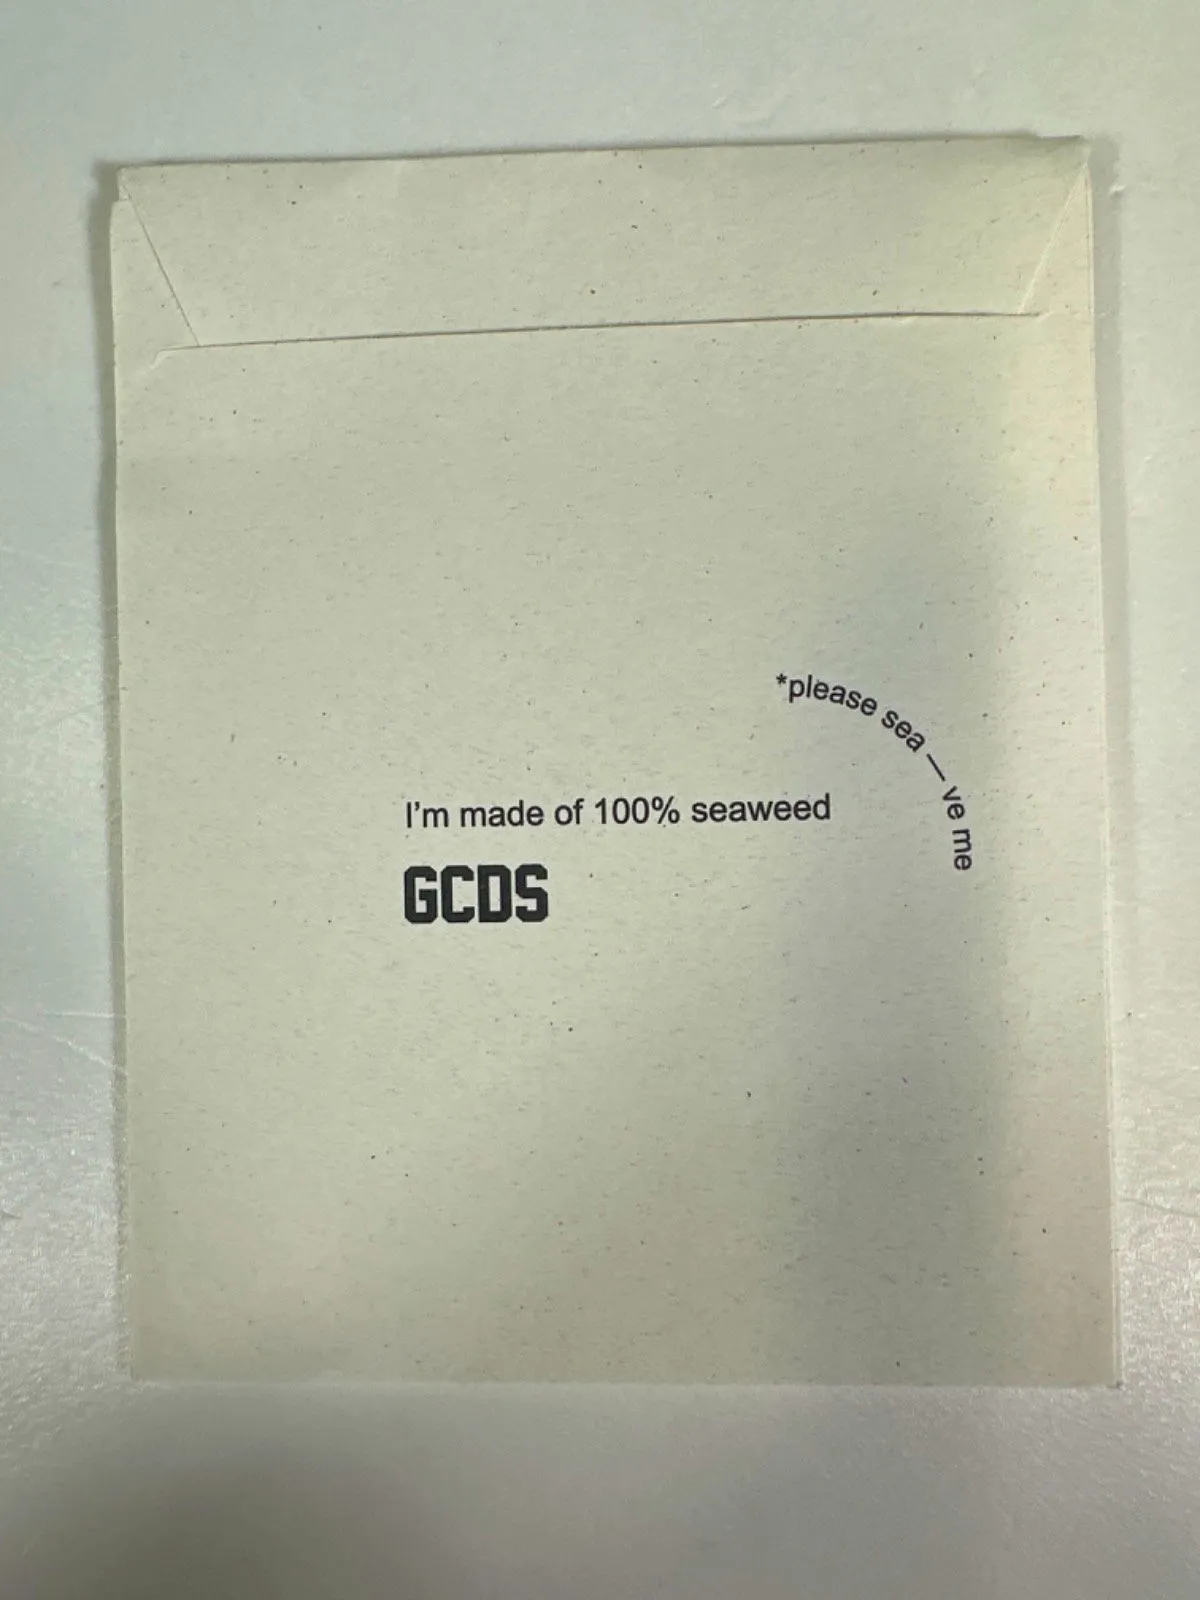 *please sea — ve me
I'm made of 100% seaweed
GCDS